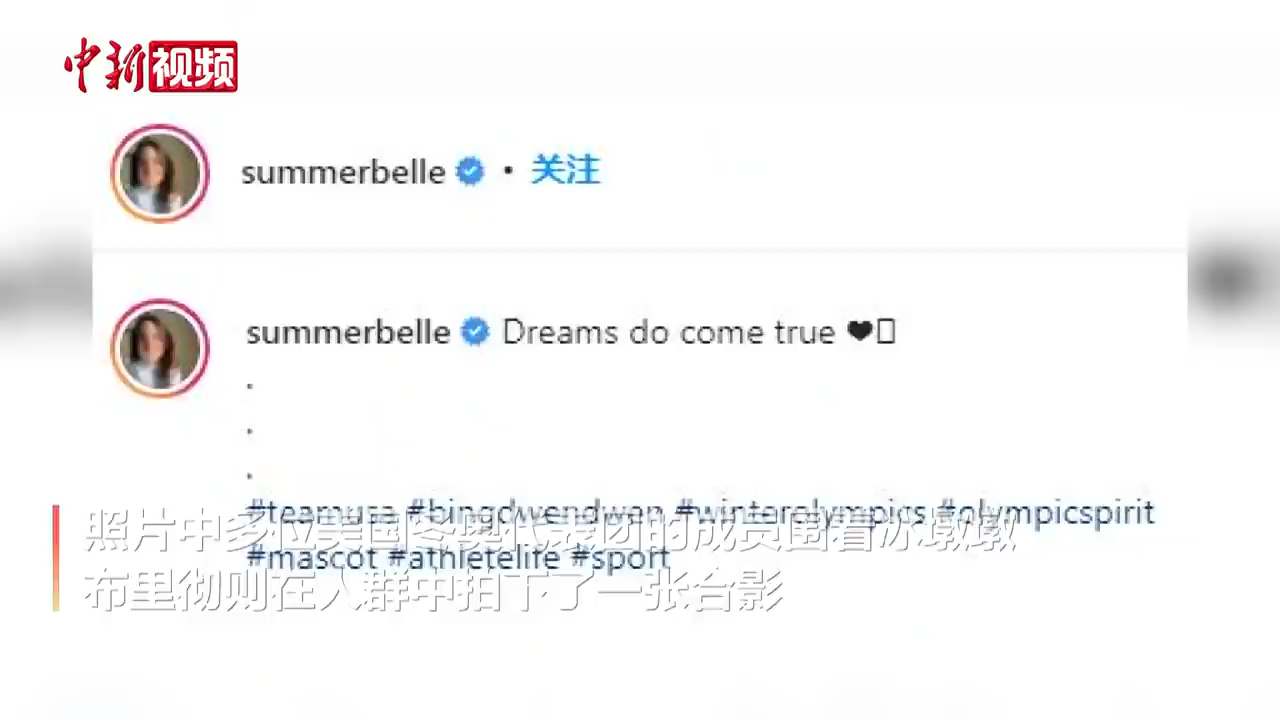 中新视频
summerbelle • 关注
summerbelle Dreams do come true ❤
.
.
.
#teamusa #bingdwendwen #winterolympics #olympicspirit
#mascot #athletelife #sport
照片中多位美国冬奥代表团的成员围着冰墩墩
布里彻则在人群中拍下了一张合影